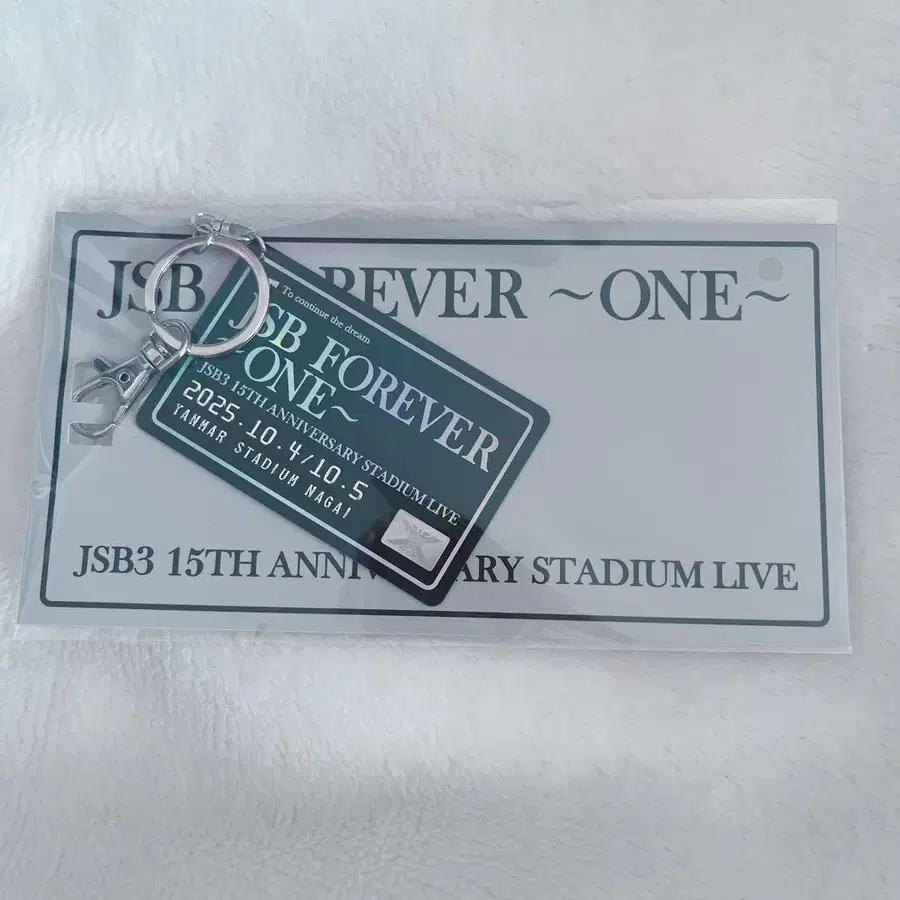 JSB REVER ~ONE~
To continue the dream
JSB FOREVER
~ONE~
JSB3 15TH ANNIVERSARY STADIUM LIVE
2025.10.4/10.5
YANMAR STADIUM NAGAI
JSB3 15TH ANNI ARY STADIUM LIVE